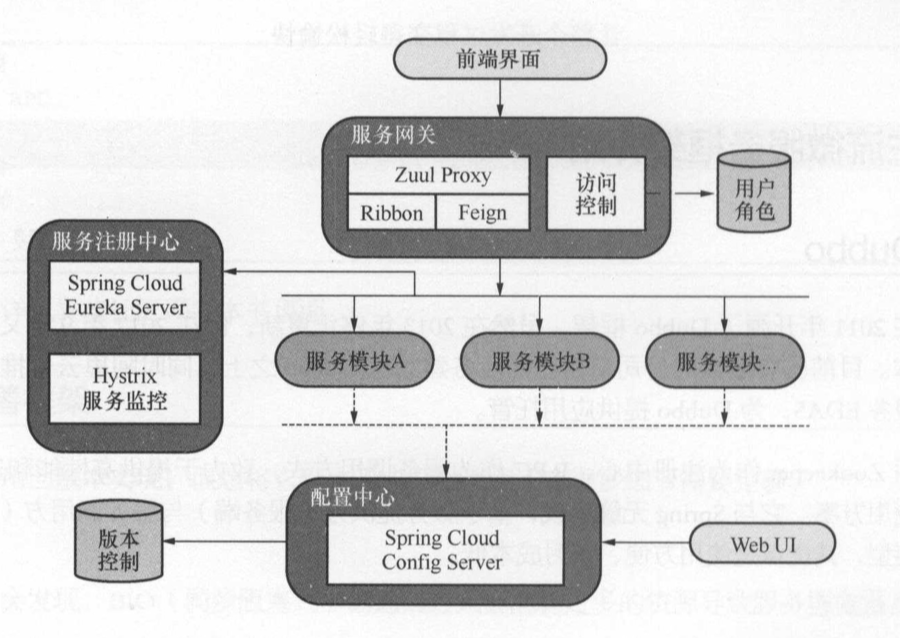 前端界面
服务网关
Zuul Proxy
Ribbon
Feign
访问
控制
用户
角色
服务注册中心
Spring Cloud
Eureka Server
Hystrix
服务监控
服务模块A
服务模块B
服务模块...
配置中心
Spring Cloud
Config Server
版本
控制
Web UI